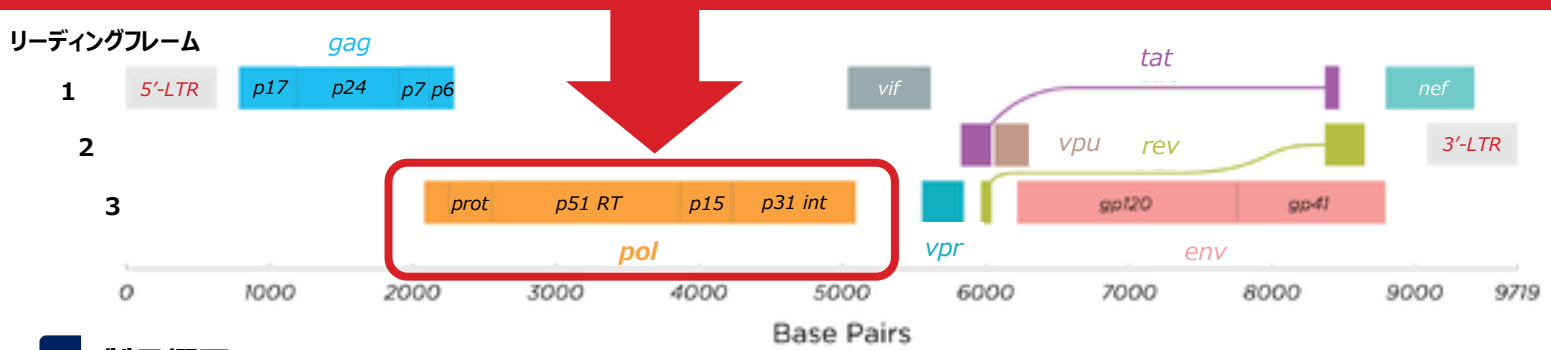 リーディングフレーム
gag
tat
1
5'-LTR
p17
p24
p7
p6
vif
nef
2
vpu
rev
3'-LTR
3
prot
p51 RT
p15
p31 int
gp120
gp41
pol
vpr
env
0
1000
2000
3000
4000
5000
6000
7000
8000
9000
9719
Base Pairs